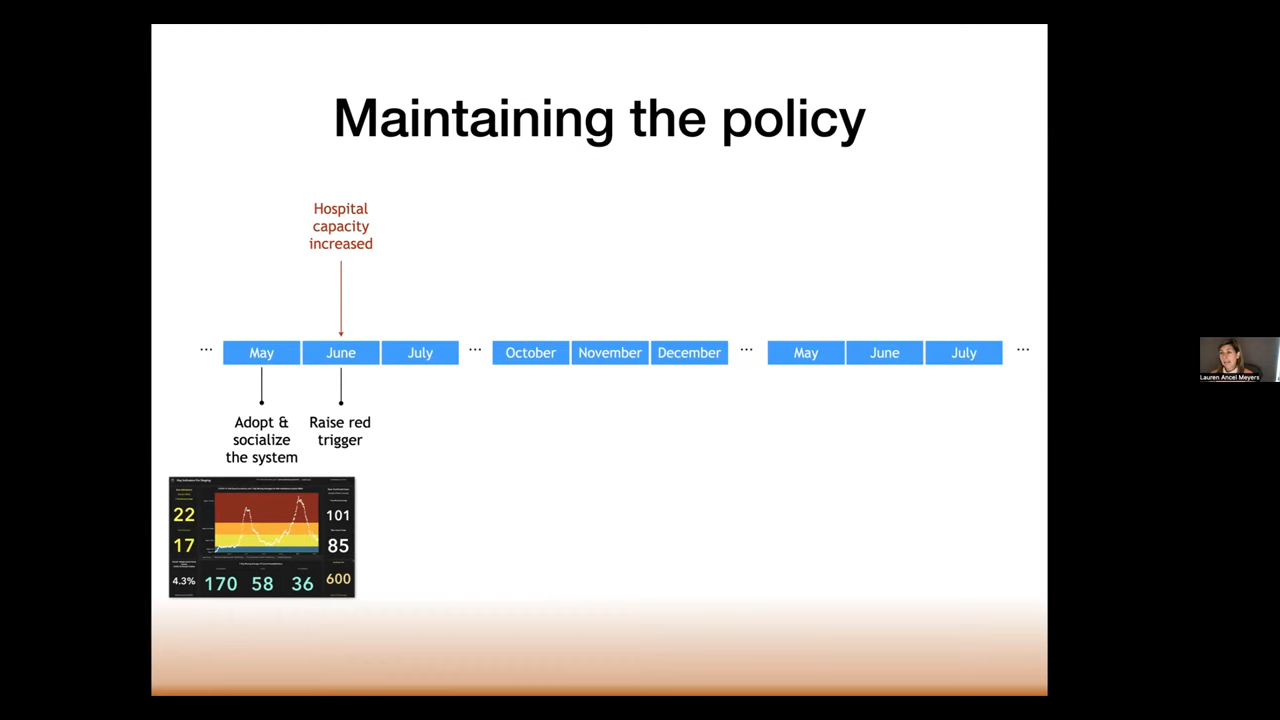 Maintaining the policy
Hospital
capacity
increased
... May June July ... October November December ... May June July ...
Adopt &
socialize
the system
Raise red
trigger
22
17
4.3%
101
85
600
170 58 36
Lauren Ancel Meyers